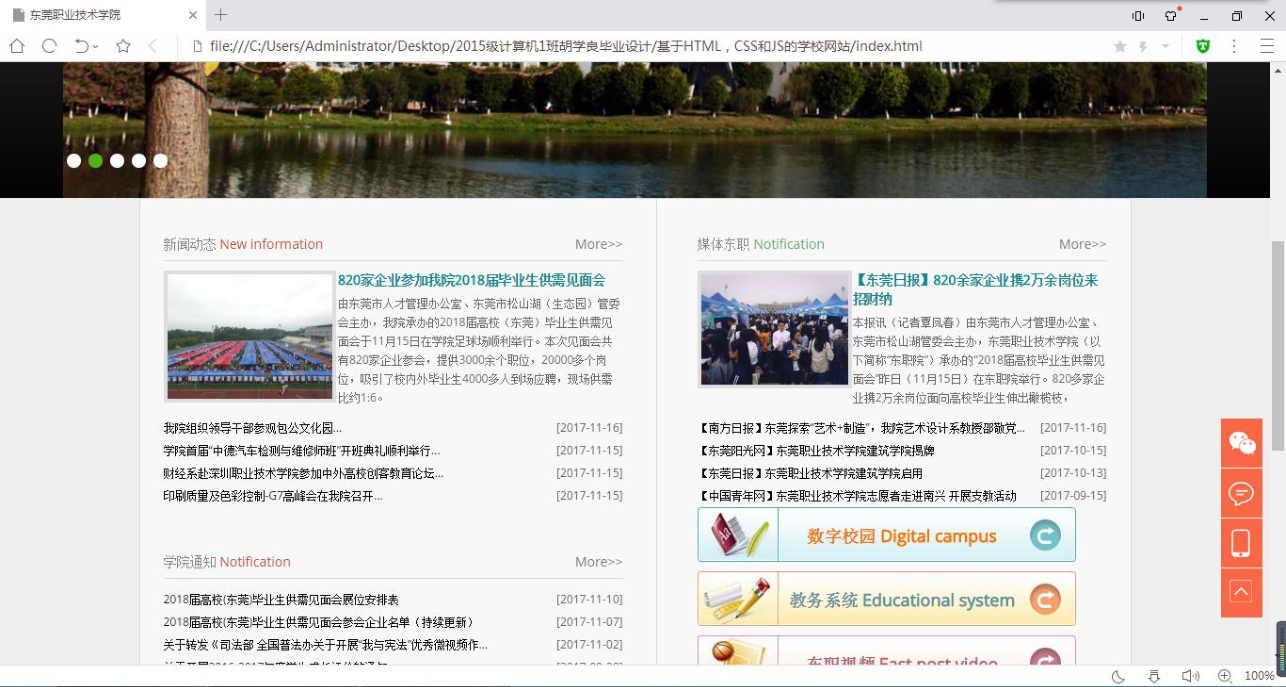 东莞职业技术学院
file:///C:/Users/Administrator/Desktop/2015级计算机1班胡学良毕业设计/基于HTML，CSS和JS的学校网站/index.html
新闻动态 New information More>>
820家企业参加我院2018届毕业生供需见面会
由东莞市人才管理办公室、东莞市松山湖（生态园）管委
会主办，我院承办的2018届高校（东莞）毕业生供需见
面会于11月15日在学院足球场顺利举行。本次见面会共
有820家企业参会，提供3000余个职位，20000多个岗
位，吸引了校内外毕业生4000多人到场应聘，现场供需
比约1:6。
我院组织领导干部参观包公文化园... [2017-11-16]
学院首届“中德汽车检测与维修师班”开班典礼顺利举行... [2017-11-15]
财经系赴深圳职业技术学院参加中外高校创客教育论坛... [2017-11-15]
印刷质量及色彩控制-G7高峰会在我院召开... [2017-11-15]
学院通知 Notification More>>
2018届高校(东莞)毕业生供需见面会展位安排表 [2017-11-10]
2018届高校(东莞)毕业生供需见面会参会企业名单（持续更新） [2017-11-07]
关于转发《司法部 全国普法办关于开展“我与宪法”优秀微视频作... [2017-11-02]
媒体东职 Notification More>>
【东莞日报】820余家企业携2万余岗位来
招财纳
本报讯（记者覃凤春）由东莞市人才管理办公室、
东莞市松山湖管委会主办，东莞职业技术学院（以
下简称“东职院”）承办的“2018届高校毕业生供需见
面会”昨日（11月15日）在东职院举行。820多家企
业携2万余岗位面向高校毕业生伸出橄榄枝，
【南方日报】东莞探索“艺术+制造”，我院艺术设计系教授邵敬党... [2017-11-16]
【东莞阳光网】东莞职业技术学院建筑学院揭牌 [2017-10-15]
【东莞日报】东莞职业技术学院建筑学院启用 [2017-10-13]
【中国青年网】东莞职业技术学院志愿者走进南兴 开展支教活动 [2017-09-15]
数字校园 Digital campus
教务系统 Educational system
东职视频 East post video
100%